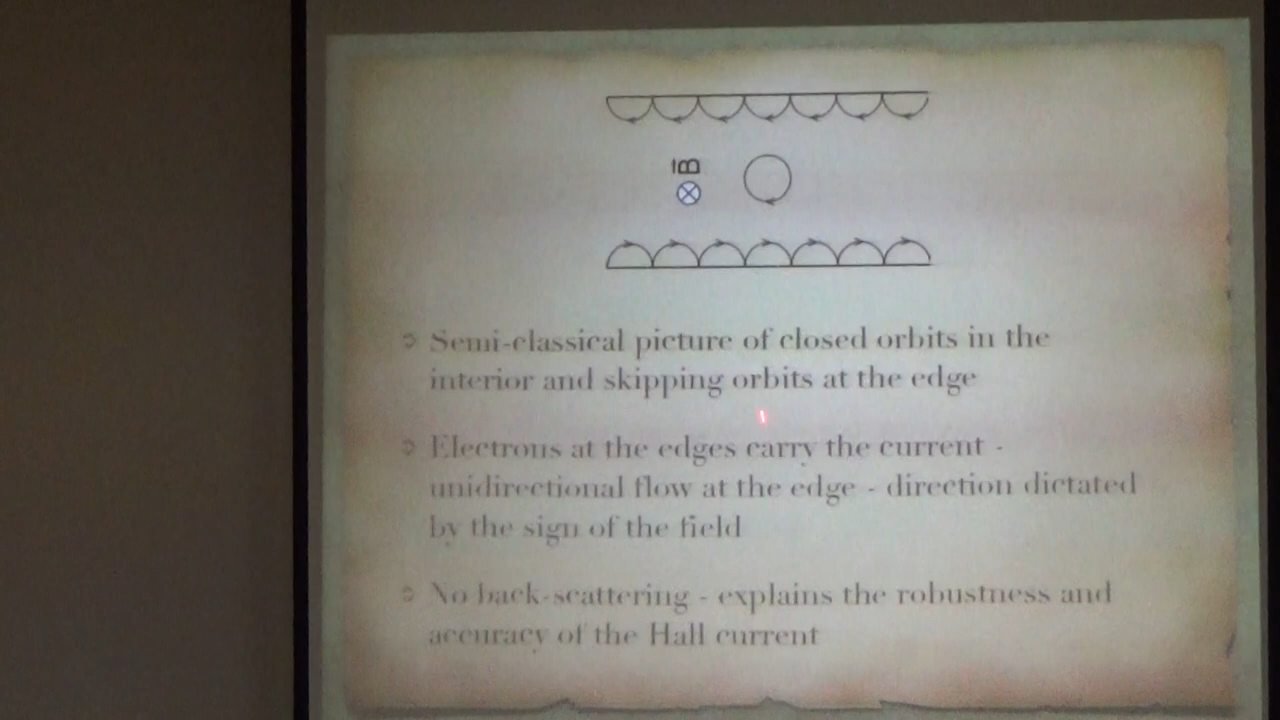 B
Semi-classical picture of closed orbits in the
interior and skipping orbits at the edge
Electrons at the edges carry the current -
unidirectional flow at the edge - direction dictated
by the sign of the field
No back-scattering - explains the robustness and
accuracy of the Hall current